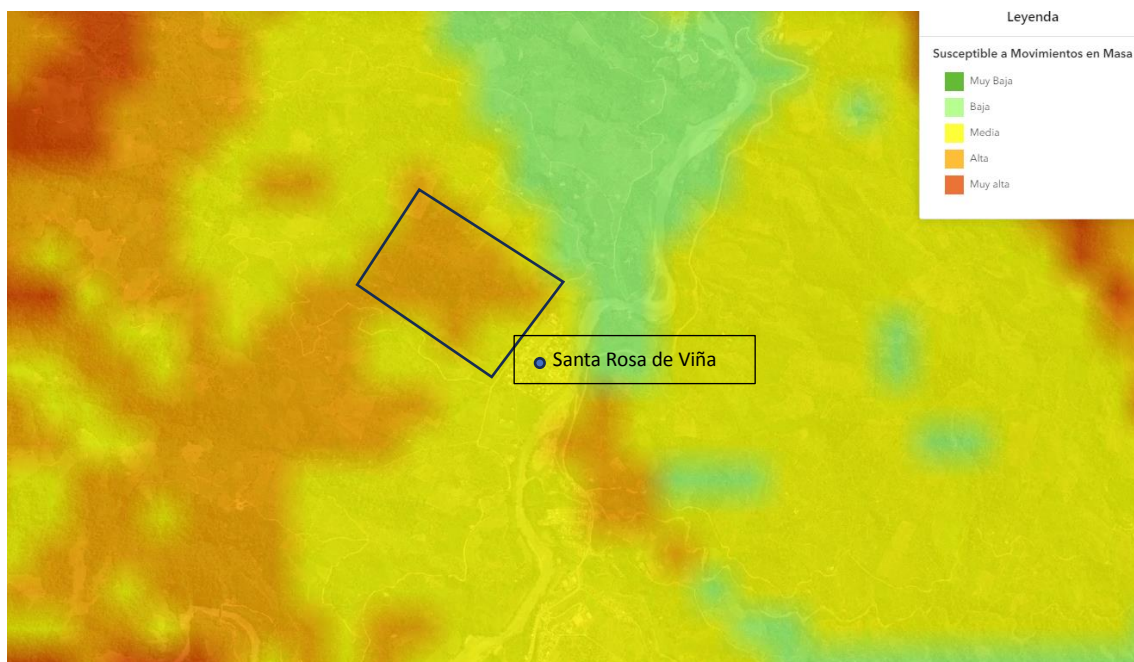 Leyenda
Susceptible a Movimientos en Masa
Muy Baja
Baja
Media
Alta
Muy alta
Santa Rosa de Viña